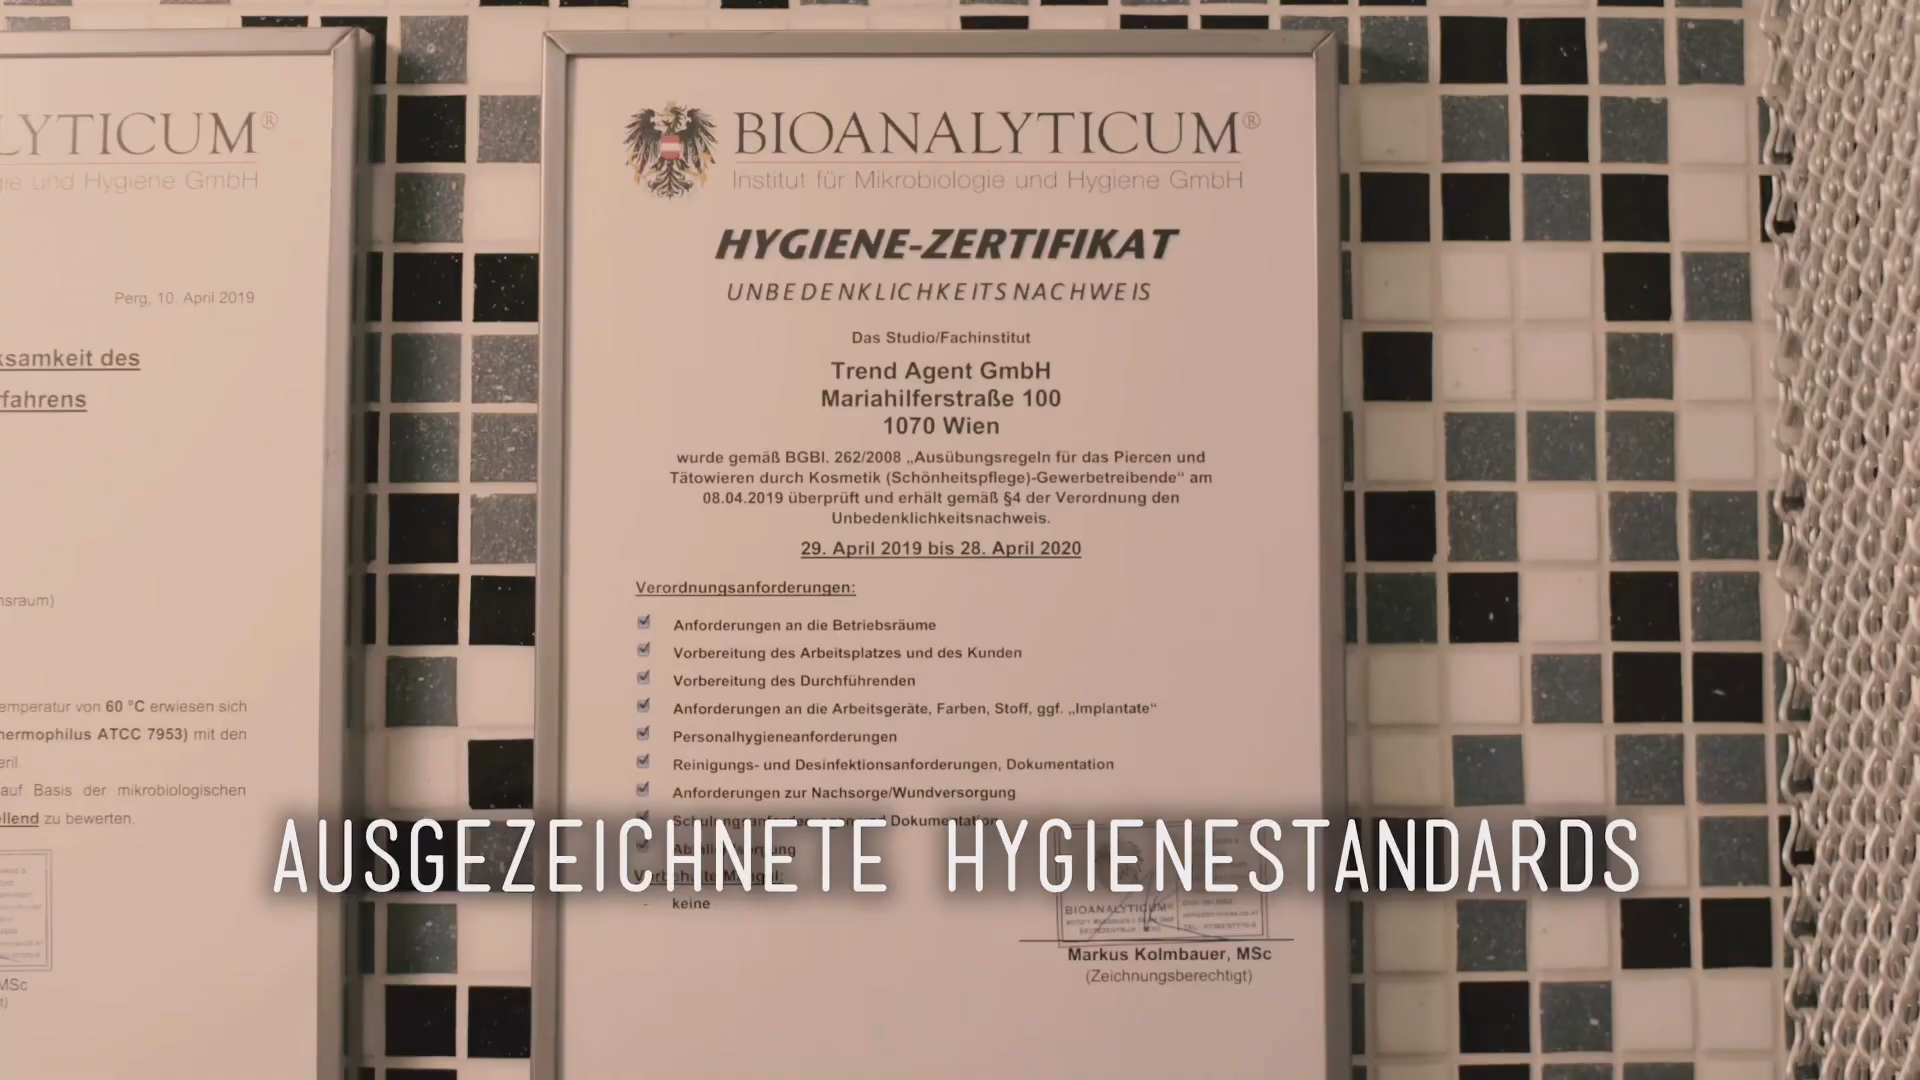 LYTICUM®
gie und Hygiene GmbH
Perg, 10. April 2019
ksamkeit des
fahrens
nsraum)
emperatur von 60 °C erwiesen sich
hermophilus ATCC 7953) mit den
eril.
auf Basis der mikrobiologischen
llend zu bewerten.
MSc
BIOANALYTICUM®
Institut für Mikrobiologie und Hygiene GmbH
HYGIENE-ZERTIFIKAT
UNBEDENKLICHKEITSNACHWEIS
Das Studio/Fachinstitut
Trend Agent GmbH
Mariahilferstraße 100
1070 Wien
wurde gemäß BGBl. 262/2008 „Ausübungsregeln für das Piercen und
Tätowieren durch Kosmetik (Schönheitspflege)-Gewerbetreibende“ am
08.04.2019 überprüft und erhält gemäß §4 der Verordnung den
Unbedenklichkeitsnachweis.
29. April 2019 bis 28. April 2020
Verordnungsanforderungen:
Anforderungen an die Betriebsräume
Vorbereitung des Arbeitsplatzes und des Kunden
Vorbereitung des Durchführenden
Anforderungen an die Arbeitsgeräte, Farben, Stoff, ggf. „Implantate“
Personalhygieneanforderungen
Reinigungs- und Desinfektionsanforderungen, Dokumentation
Anforderungen zur Nachsorge/Wundversorgung
Dokumentation
AUSGEZEICHNETE HYGIENESTANDARDS
- keine
BIOANALYTICUM®
Markus Kolmbauer, MSc
(Zeichnungsberechtigt)